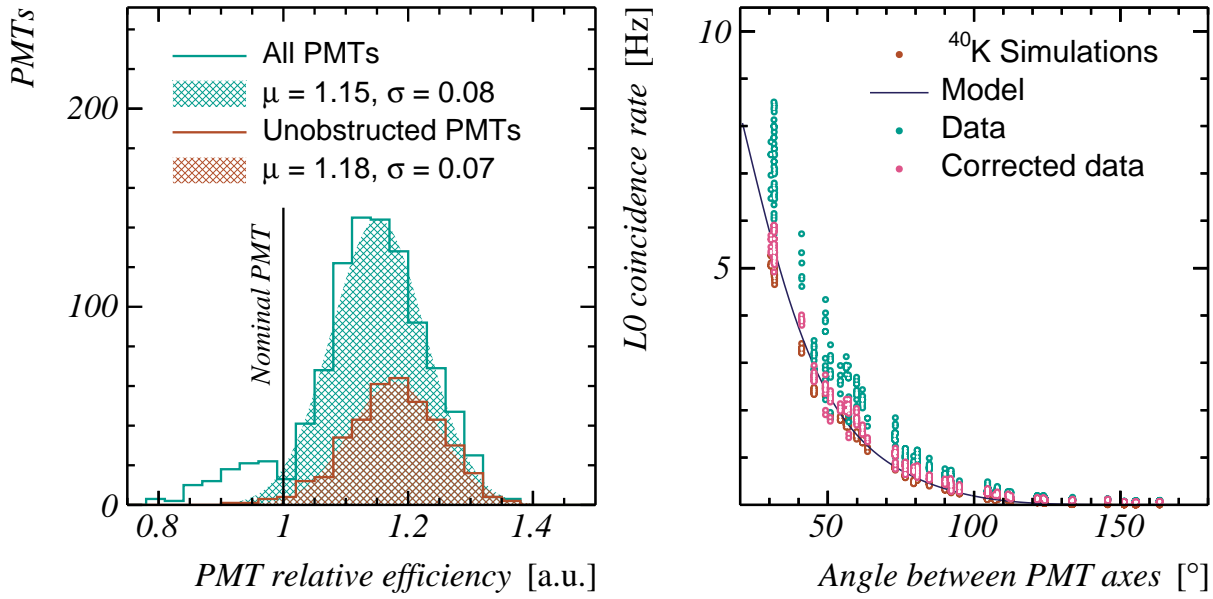 PMTs
All PMTs
μ = 1.15, σ = 0.08
Unobstructed PMTs
μ = 1.18, σ = 0.07
Nominal PMT
200
100
0
0.8 1 1.2 1.4
PMT relative efficiency [a.u.]
L0 coincidence rate [Hz]
⁴⁰K Simulations
Model
Data
Corrected data
10
5
50 100 150
Angle between PMT axes [°]